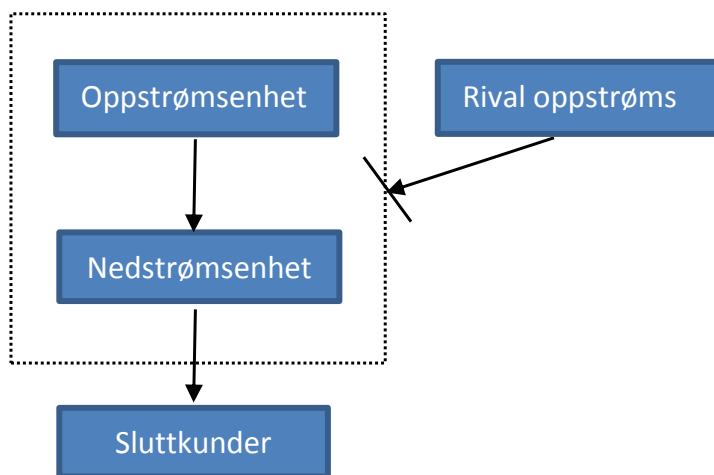 Oppstrømsenhet
Rival oppstrøms
Nedstrømsenhet
Sluttkunder